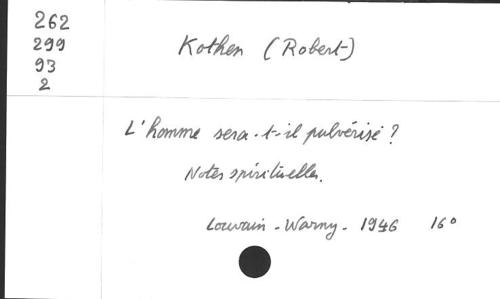 262
299
93
2
Kothen (Robert)
L'homme sera-t-il pulvérisé ?
Notes spirituelles.
Louvain - Warny - 1946 16°